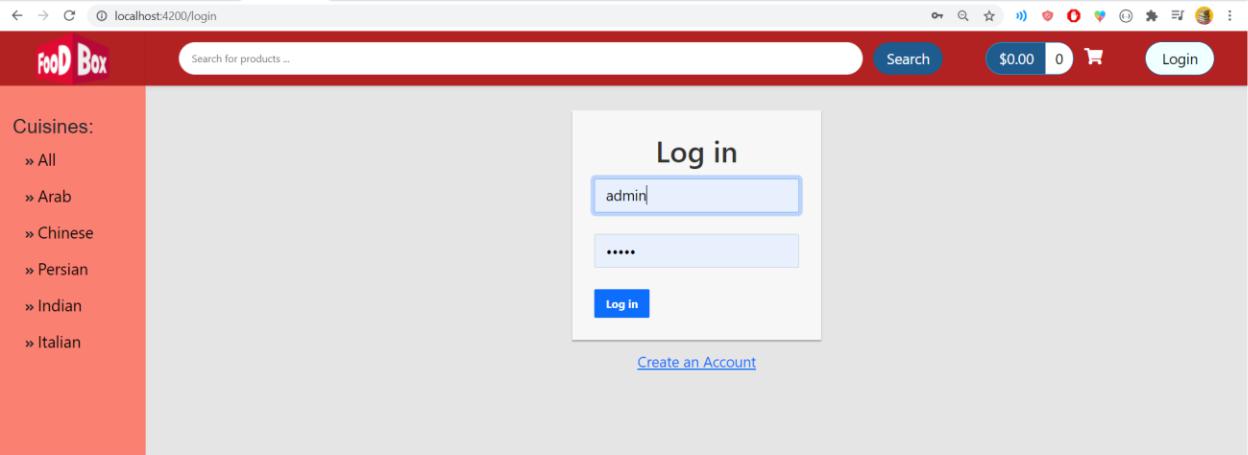 localhost:4200/login
FooD Box
Search for products ...
Search
$0.00
0
Login
Cuisines:
» All
» Arab
» Chinese
» Persian
» Indian
» Italian
Log in
admin
•••••
Log in
Create an Account